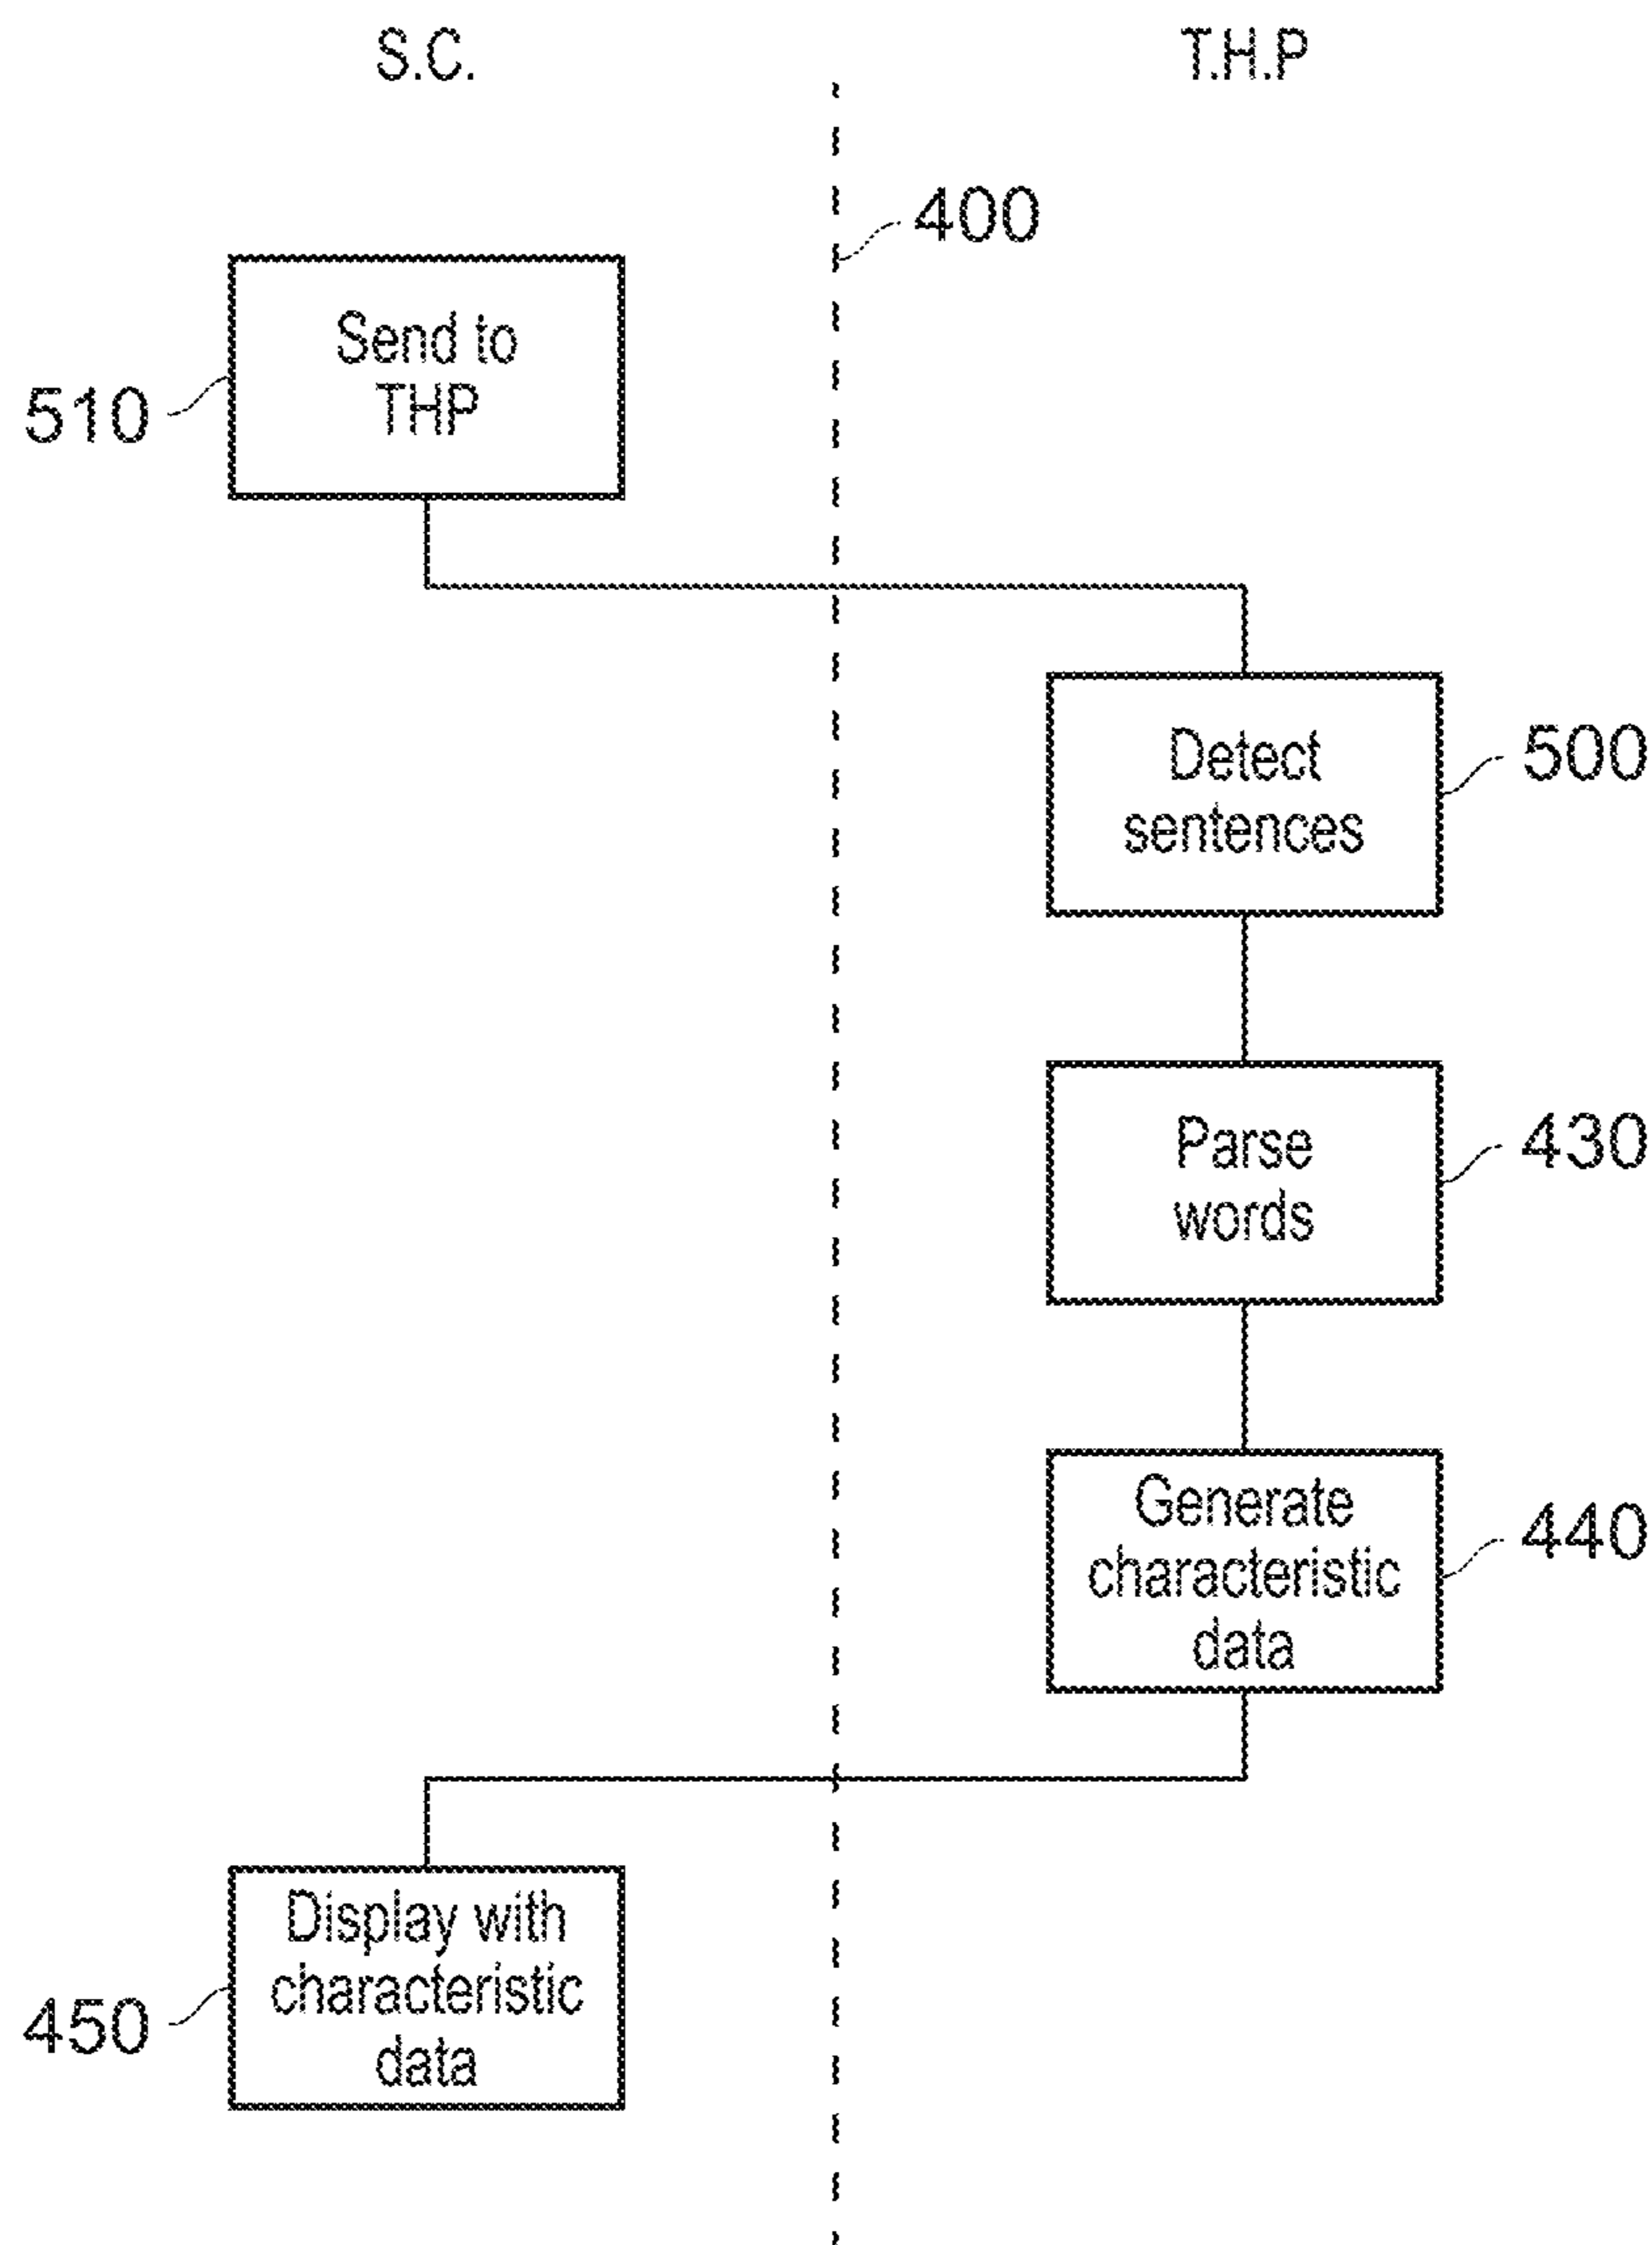 S.C.
T.H.P
400
Send to
THP
510
Detect
sentences
500
Parse
words
430
Generate
characteristic
data
440
Display with
characteristic
data
450